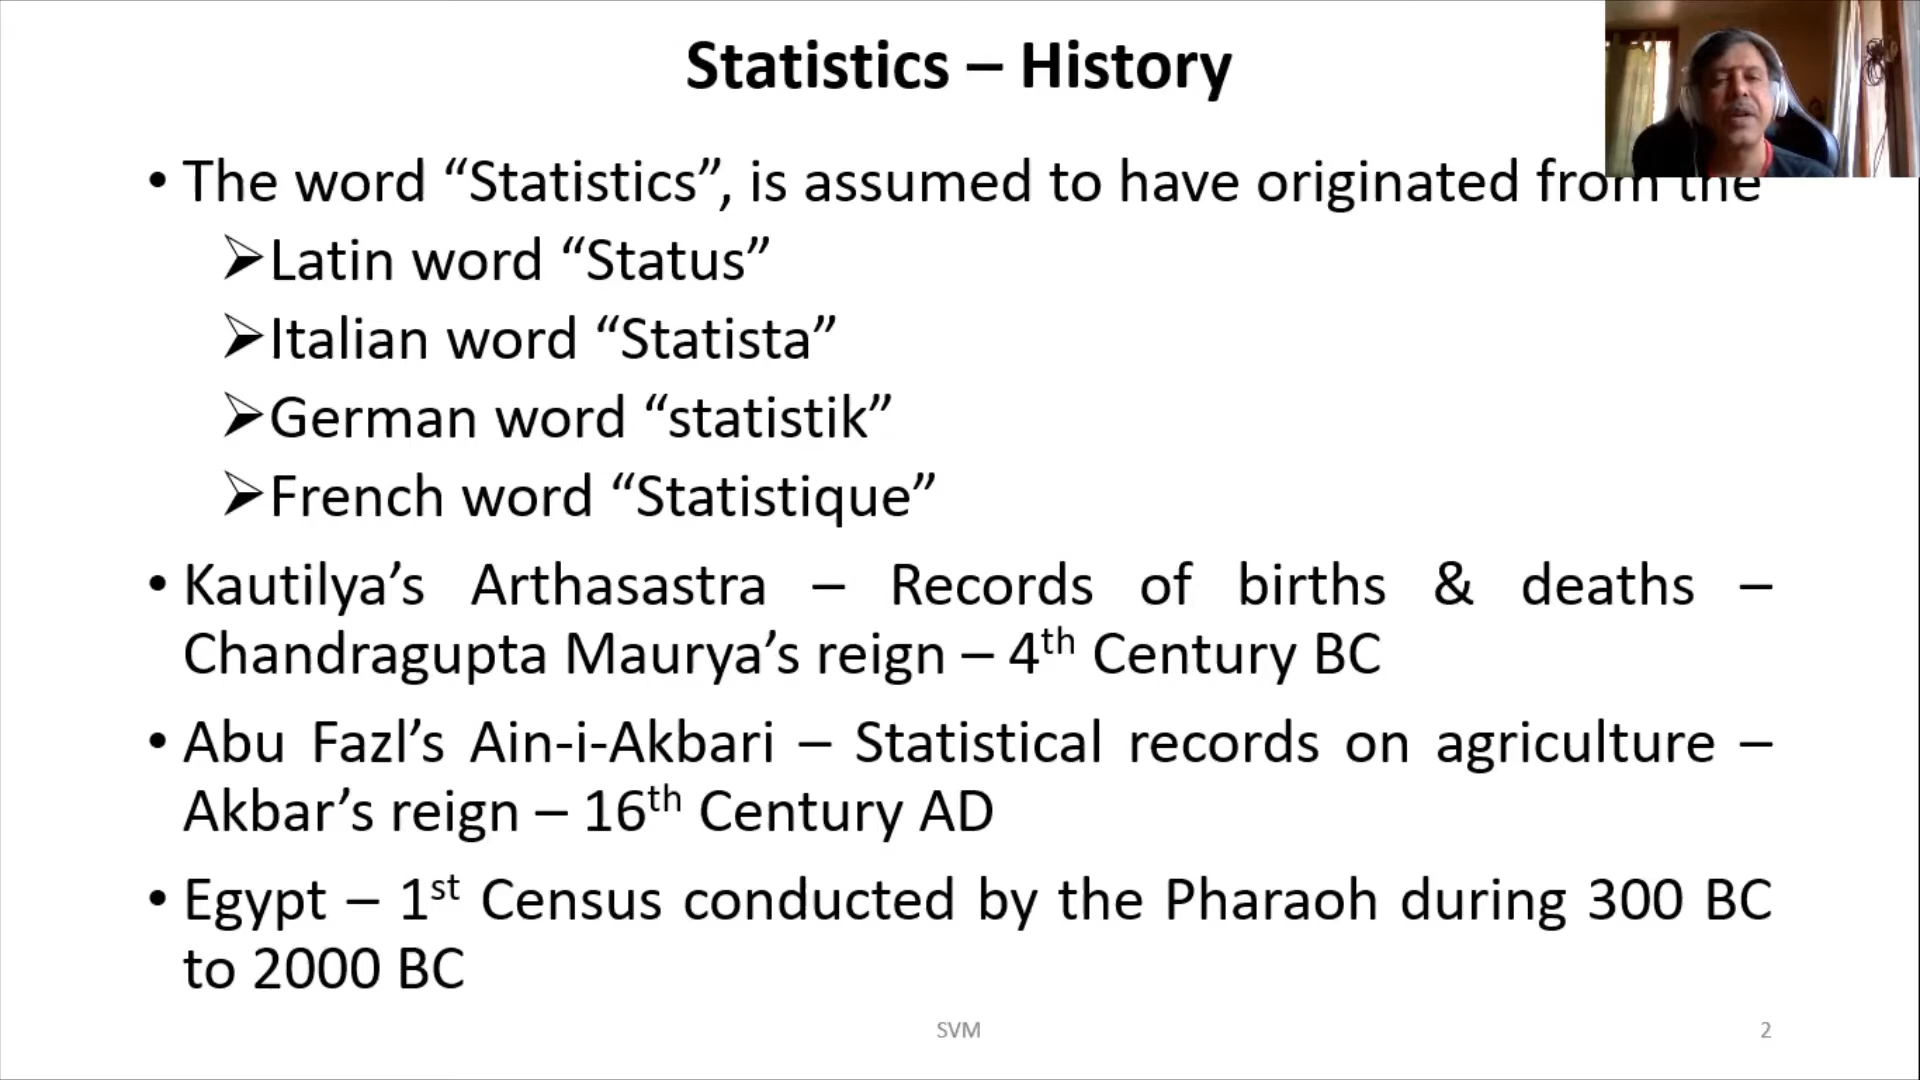 Statistics – History
• The word “Statistics”, is assumed to have originated from the
➢Latin word “Status”
➢Italian word “Statista”
➢German word “statistik”
➢French word “Statistique”
• Kautilya’s Arthasastra – Records of births & deaths –
Chandragupta Maurya’s reign – 4th Century BC
• Abu Fazl’s Ain-i-Akbari – Statistical records on agriculture –
Akbar’s reign – 16th Century AD
• Egypt – 1st Census conducted by the Pharaoh during 300 BC
to 2000 BC
SVM
2